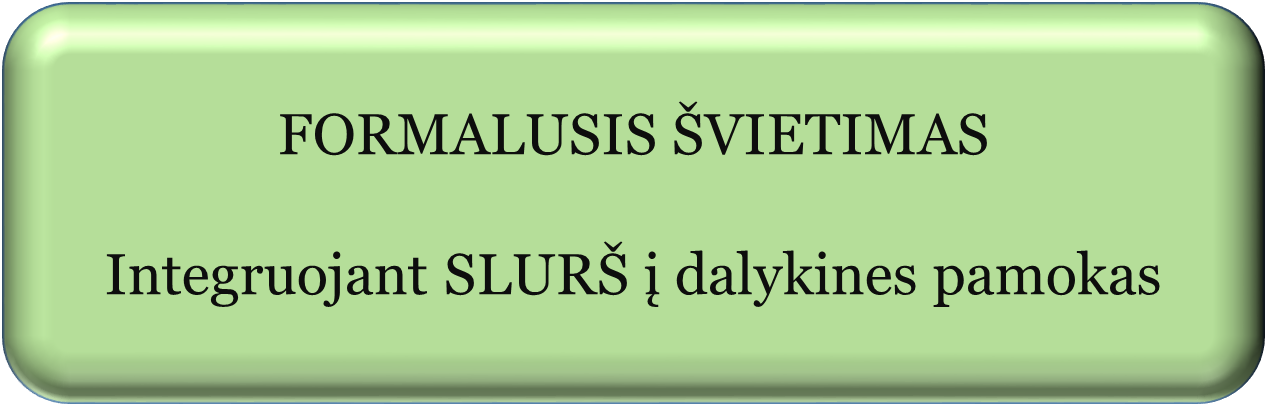 FORMALUSIS ŠVIETIMAS
Integruojant SLURŠ į dalykines pamokas